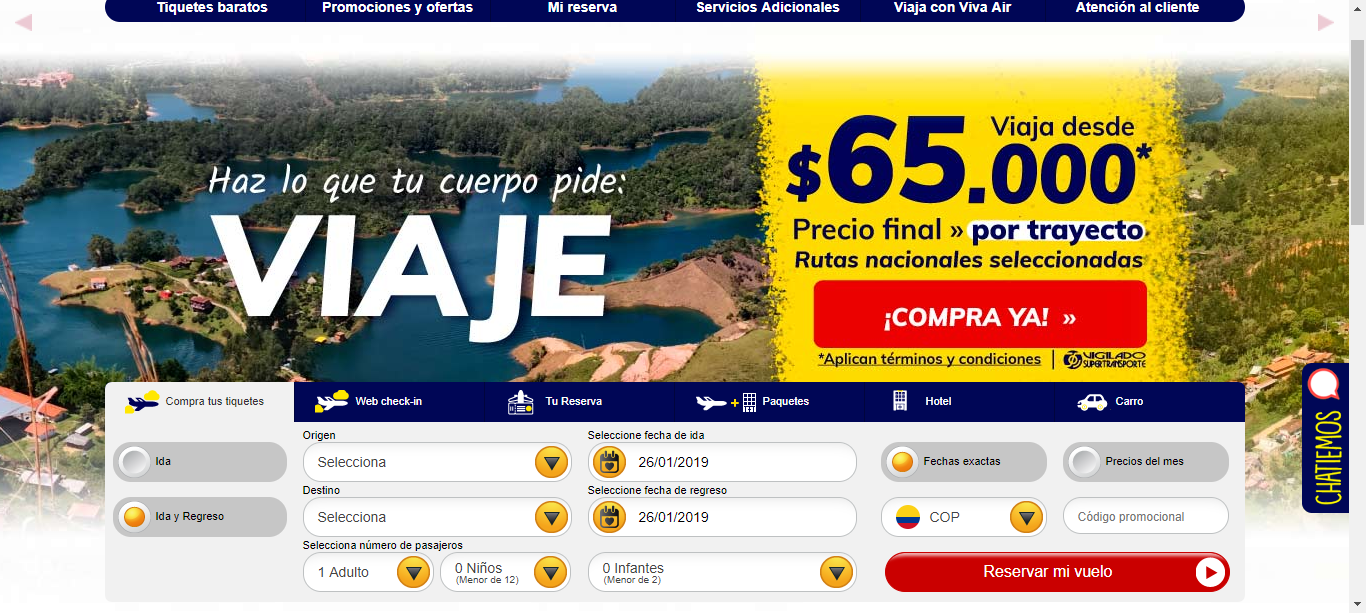 Tiquetes baratos
Promociones y ofertas
Mi reserva
Servicios Adicionales
Viaja con Viva Air
Atención al cliente
Haz lo que tu cuerpo pide:
VIAJE
Viaja desde
$65.000*
Precio final » por trayecto
Rutas nacionales seleccionadas
¡COMPRA YA! »
*Aplican términos y condiciones
VIGILADO
SUPERTRANSPORTE
Compra tus tiquetes
Web check-in
Tu Reserva
Paquetes
Hotel
Carro
Ida
Ida y Regreso
Origen
Selecciona
Destino
Selecciona
Selecciona número de pasajeros
1 Adulto
0 Niños
(Menor de 12)
Seleccione fecha de ida
26/01/2019
Seleccione fecha de regreso
26/01/2019
0 Infantes
(Menor de 2)
Fechas exactas
Precios del mes
COP
Código promocional
Reservar mi vuelo
CHATIEMOS